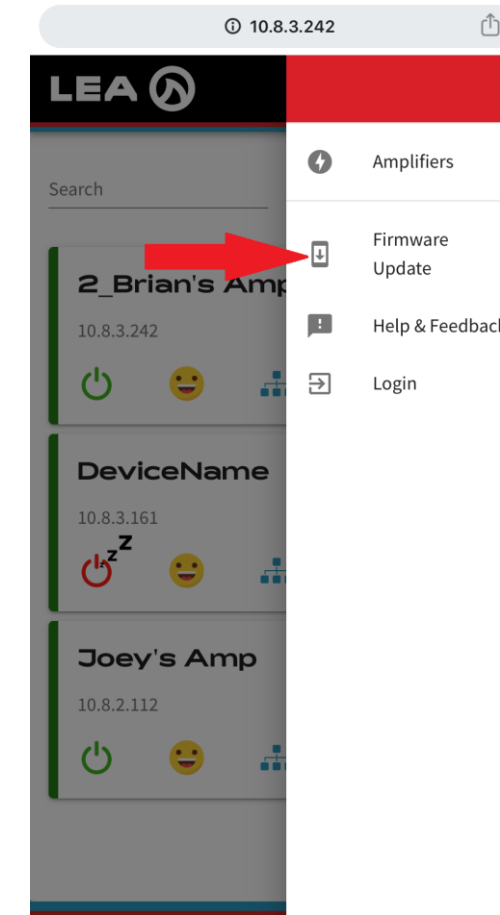 10.8.3.242
LEA
Search
2_Brian's Amp
10.8.3.242
DeviceName
10.8.3.161
z z Z
Joey's Amp
10.8.2.112
Amplifiers
Firmware
Update
Help & Feedback
Login